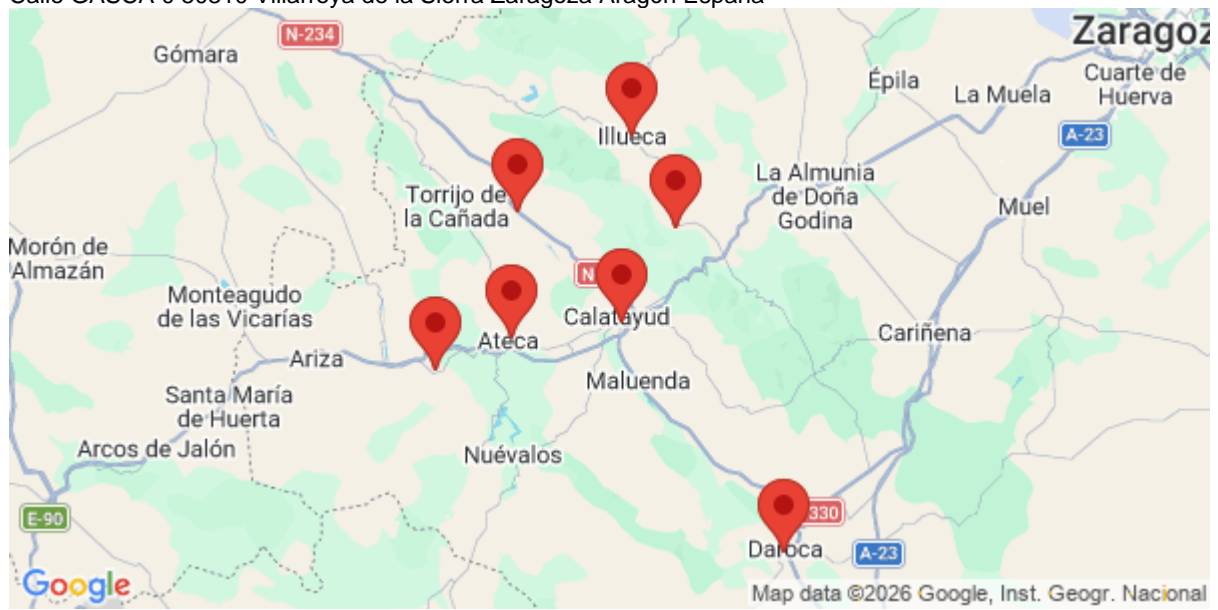 N-234
Zaragoz
Gómara
Épila
Cuarte de
Huerva
La Muela
Illueca
A-23
Torrijo de
la Cañada
La Almunia
de Doña
Godina
Muel
Morón de
Almazán
N
Monteagudo
de las Vicarías
Calatayud
Ateca
Cariñena
Ariza
Maluenda
Santa María
de Huerta
Arcos de Jalón
Nuévalos
E-90
330
Daroca
A-23
Google
Map data ©2026 Google, Inst. Geogr. Nacional